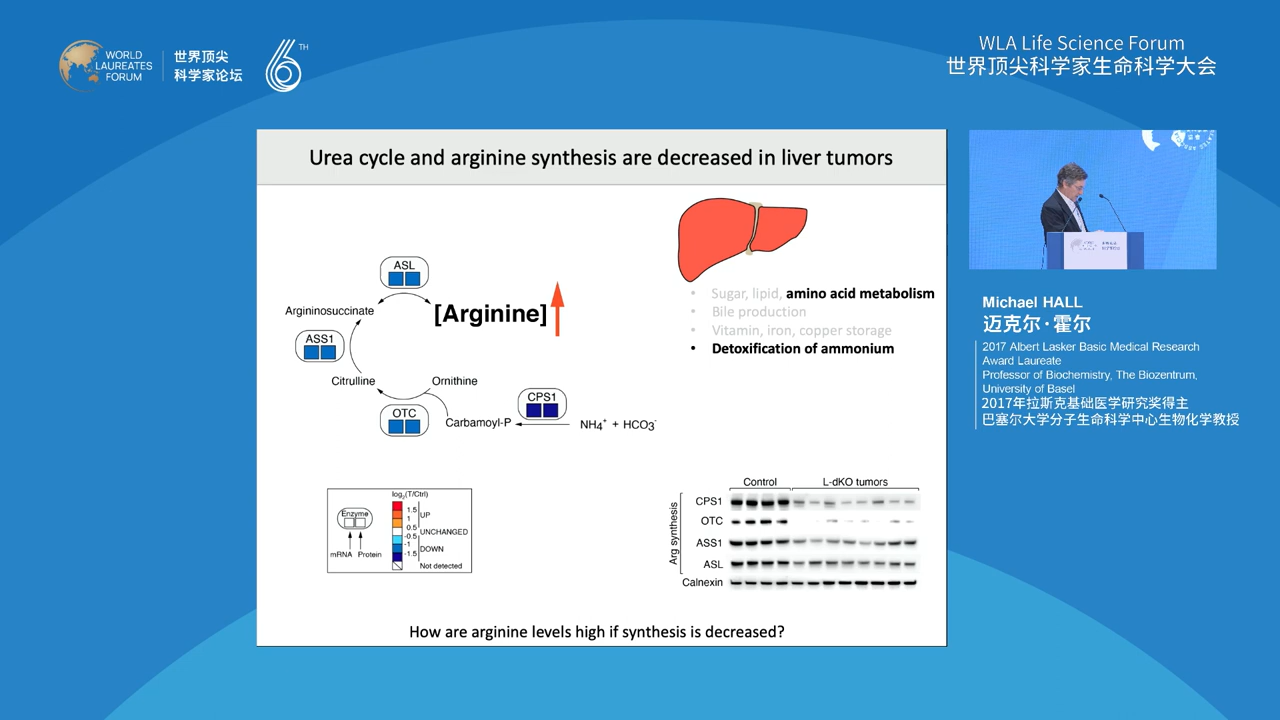 WORLD
LAUREATES
FORUM
世界顶尖
科学家论坛
6TH
WLA Life Science Forum
世界顶尖科学家生命科学大会
Urea cycle and arginine synthesis are decreased in liver tumors
ASL
Argininosuccinate
[Arginine]
ASS1
Citrulline
Ornithine
OTC
CPS1
Carbamoyl-P
NH4+ + HCO3-
• Sugar, lipid, amino acid metabolism
• Bile production
• Vitamin, iron, copper storage
• Detoxification of ammonium
log2(T/Ctrl)
Enzyme
mRNA Protein
1.5
UP
0.5
UNCHANGED
-0.5
-1
DOWN
-1.5
Not detected
Control L-dKO tumors
Arg synthesis
CPS1
OTC
ASS1
ASL
Calnexin
How are arginine levels high if synthesis is decreased?
Michael HALL
迈克尔·霍尔
2017 Albert Lasker Basic Medical Research
Award Laureate
Professor of Biochemistry, The Biozentrum,
University of Basel
2017年拉斯克基础医学研究奖得主
巴塞尔大学分子生命科学中心生物化学教授